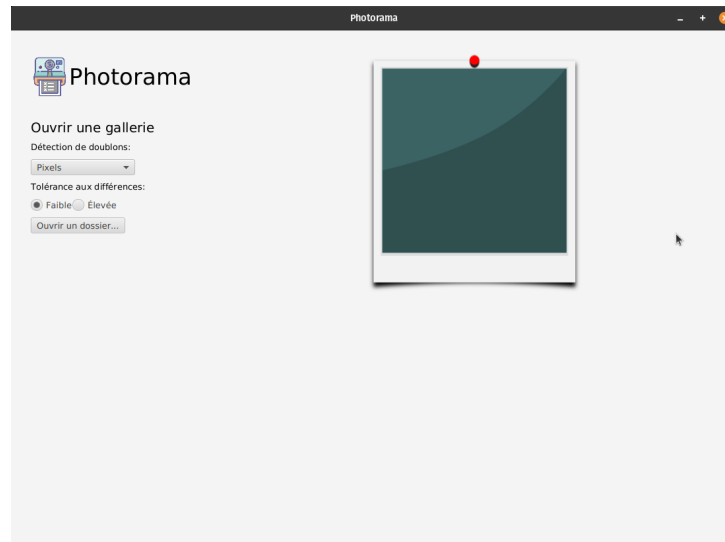 Photorama
Photorama
Ouvrir une gallerie
Détection de doublons:
Pixels
Tolérance aux différences:
Faible Élevée
Ouvrir un dossier...